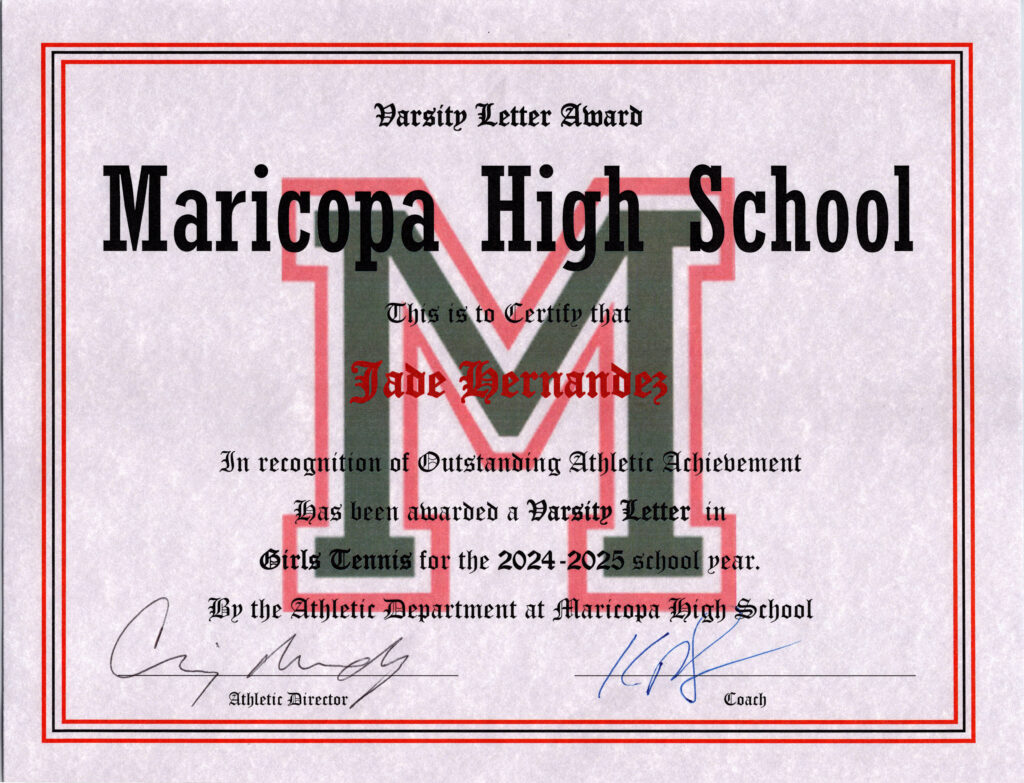 Varsity Letter Award
Maricopa High School
This is to Certify that
Jade Hernandez
In recognition of Outstanding Athletic Achievement
Has been awarded a Varsity Letter in
Girls Tennis for the 2024-2025 school year.
By the Athletic Department at Maricopa High School
Athletic Director
Coach